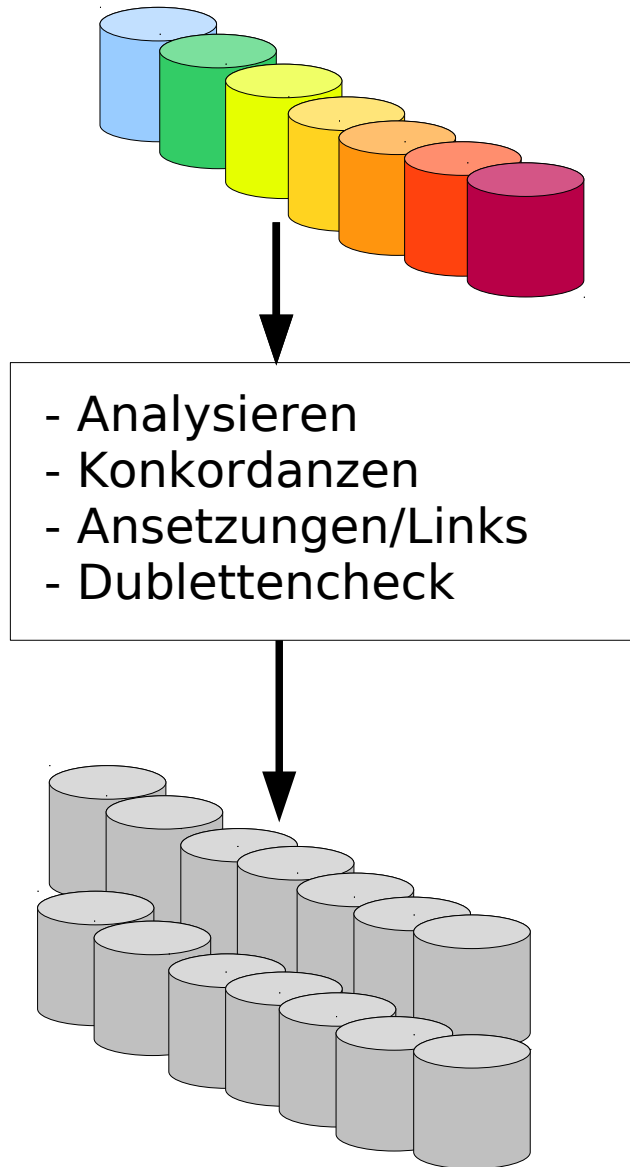 - Analysieren
- Konkordanzen
- Ansetzungen/Links
- Dublettencheck